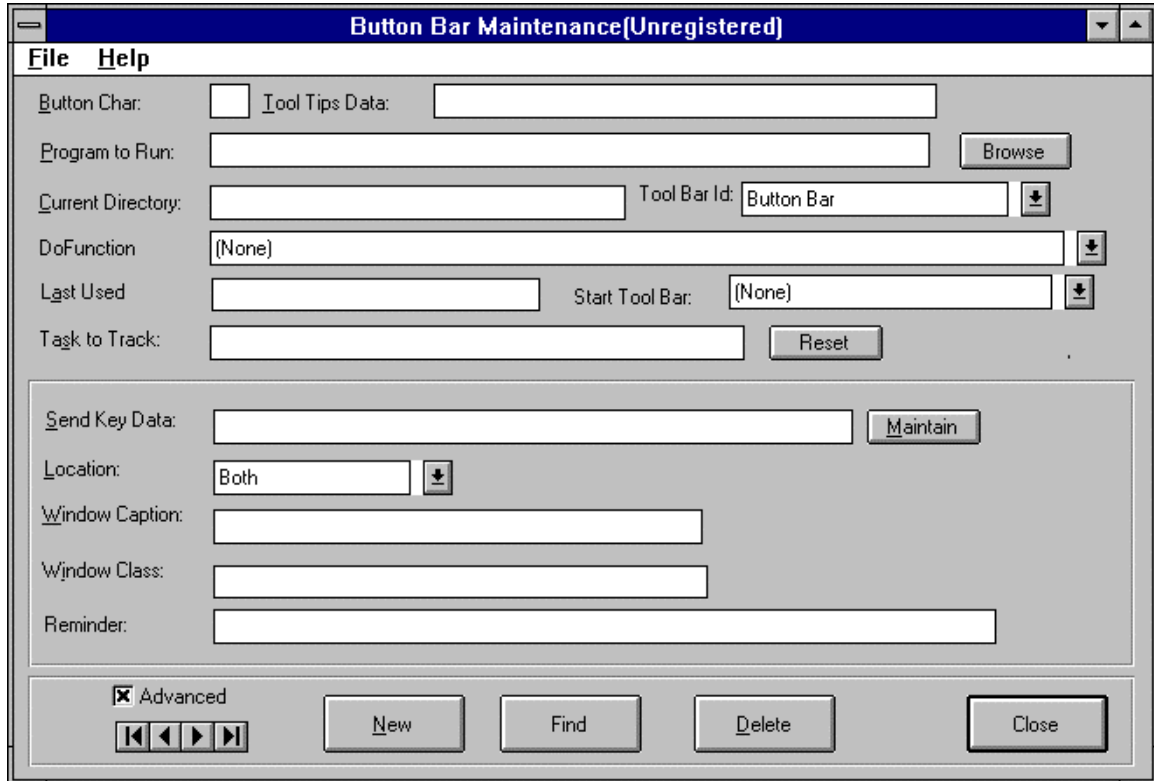 Button Bar Maintenance(Unregistered)
File Help
Button Char: Tool Tips Data:
Program to Run: Browse
Current Directory: Tool Bar Id: Button Bar
DoFunction (None)
Last Used Start Tool Bar: (None)
Task to Track: Reset
Send Key Data: Maintain
Location: Both
Window Caption:
Window Class:
Reminder:
Advanced
New Find Delete Close